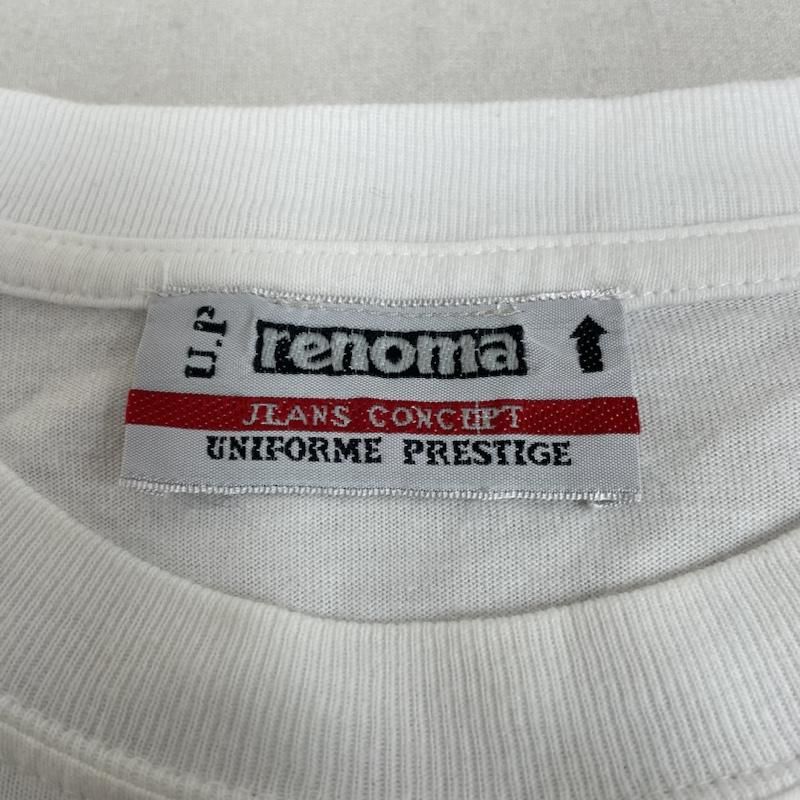 U.P
renoma
JEANS CONCEPT
UNIFORME PRESTIGE